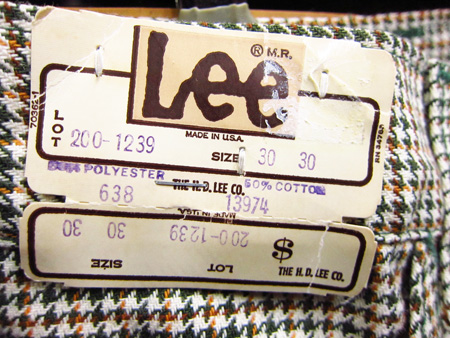 Lee ® M.R.
MADE IN U.S.A.
LOT 200-1239 SIZE 30 30
POLYESTER 50% COTTON
THE H. D. LEE CO.
638 13974
70362-1
MADE IN U.S.A.
200-1239 30 30
LOT SIZE
$
THE H. D. LEE CO.